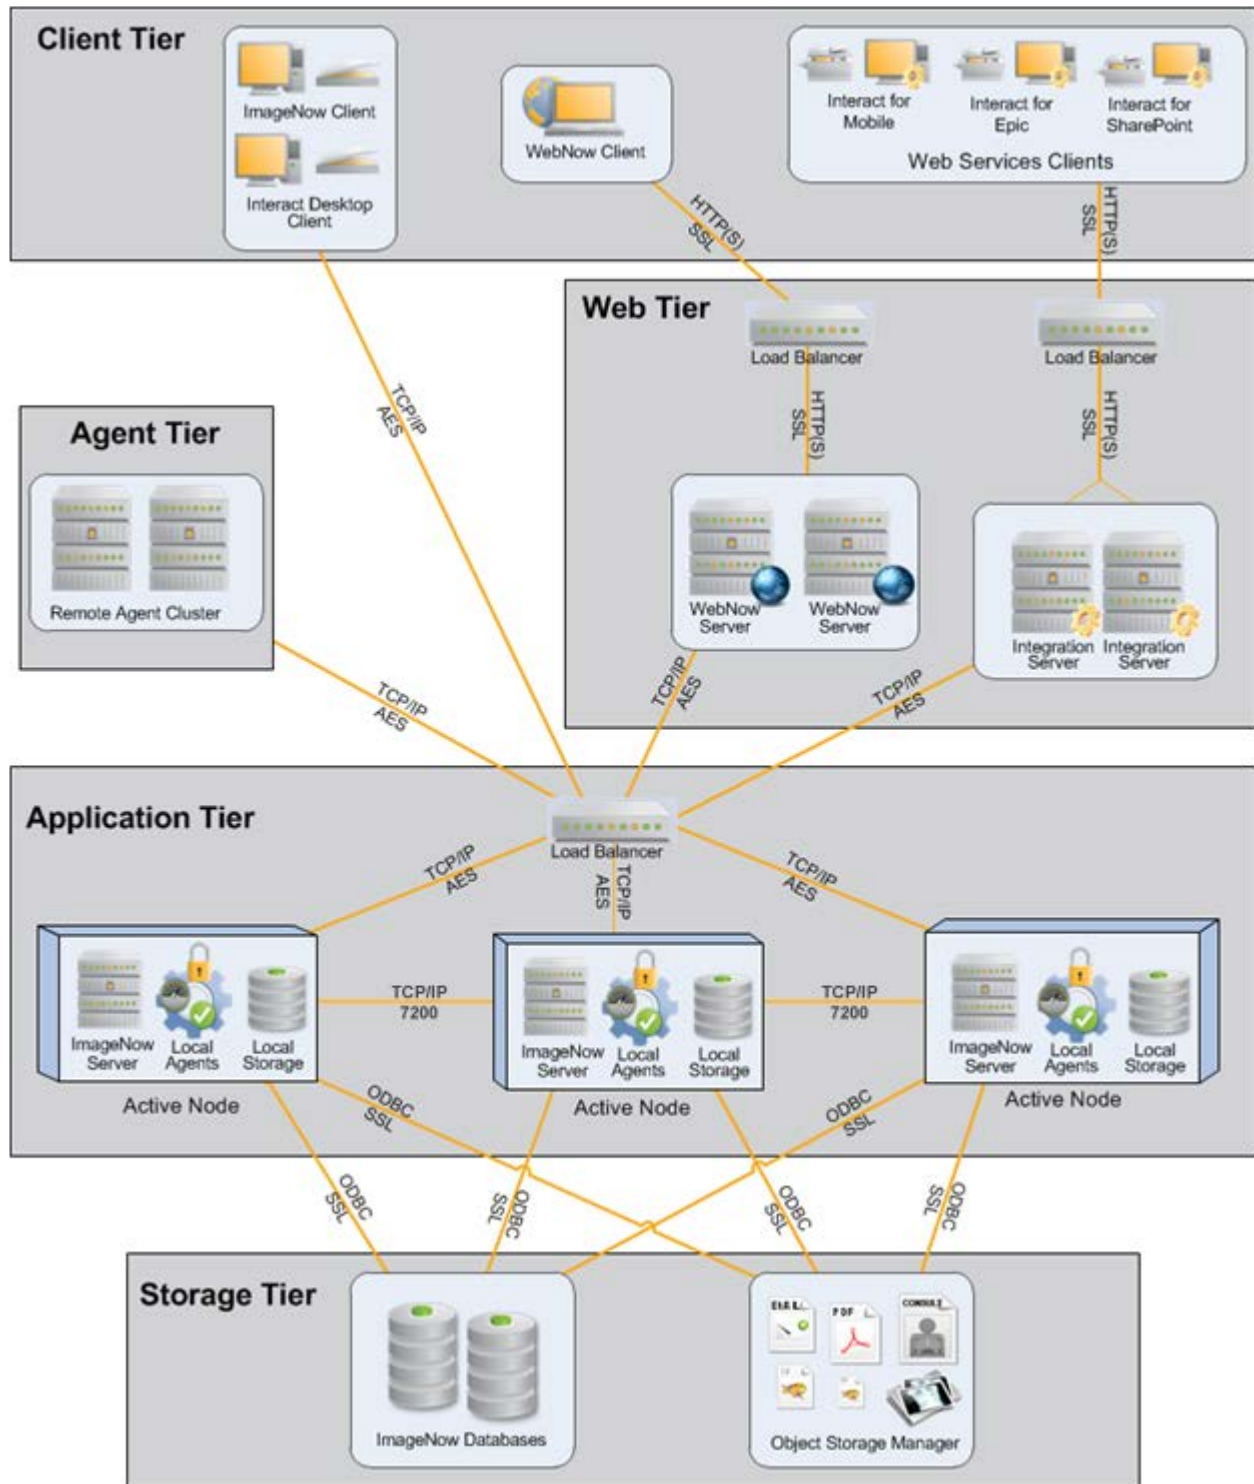 Client Tier
ImageNow Client
Interact Desktop
Client
WebNow Client
Interact for
Mobile
Interact for
Epic
Interact for
SharePoint
Web Services Clients
HTTP(S)
SSL
HTTP(S)
SSL
Web Tier
Load Balancer
Load Balancer
HTTP(S)
SSL
HTTP(S)
SSL
TCP/IP
AES
Agent Tier
Remote Agent Cluster
WebNow
Server
WebNow
Server
Integration
Server
Integration
Server
TCP/IP
AES
TCP/IP
AES
TCP/IP
AES
Application Tier
Load Balancer
TCP/IP
AES
TCP/IP
AES
TCP/IP
AES
ImageNow
Server
Local
Agents
Local
Storage
Active Node
TCP/IP
7200
ImageNow
Server
Local
Agents
Local
Storage
Active Node
TCP/IP
7200
ImageNow
Server
Local
Agents
Local
Storage
Active Node
ODBC
SSL
ODBC
SSL
ODBC
SSL
ODBC
SSL
ODBC
SSL
ODBC
SSL
Storage Tier
ImageNow Databases
PDF
Object Storage Manager